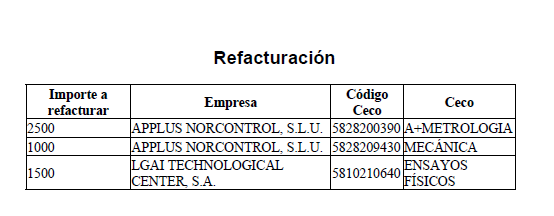 Refacturación
Importe a Código
refacturar Empresa Ceco Ceco
2500 APPLUS NORCONTROL, S.L.U. 5828200390 A+METROLOGIA
1000 APPLUS NORCONTROL, S.L.U. 5828209430 MECÁNICA
1500 LGAI TECHNOLOGICAL 5810210640 ENSAYOS
CENTER, S.A. FÍSICOS